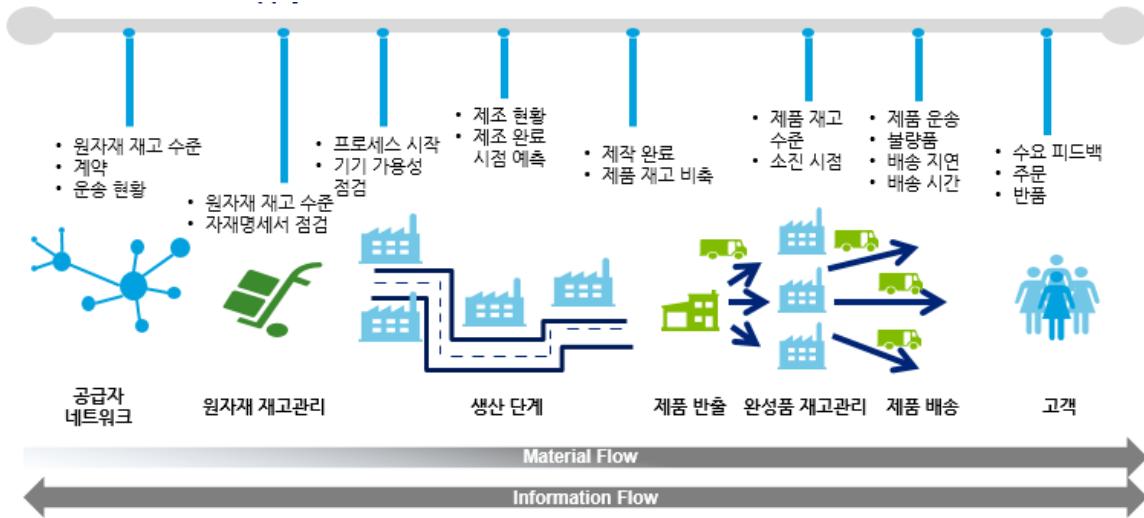 • 원자재 재고 수준
• 계약
• 운송 현황
• 원자재 재고 수준
• 자재명세서 점검
• 프로세스 시작
• 기기 가용성
점검
• 제조 현황
• 제조 완료
시점 예측
• 제작 완료
• 제품 재고 비축
• 제품 재고
수준
• 소진 시점
• 제품 운송
• 불량품
• 배송 지연
• 배송 시간
• 수요 피드백
• 주문
• 반품
공급자
네트워크
원자재 재고관리
생산 단계
제품 반출
완성품 재고관리
제품 배송
고객
Material Flow
Information Flow